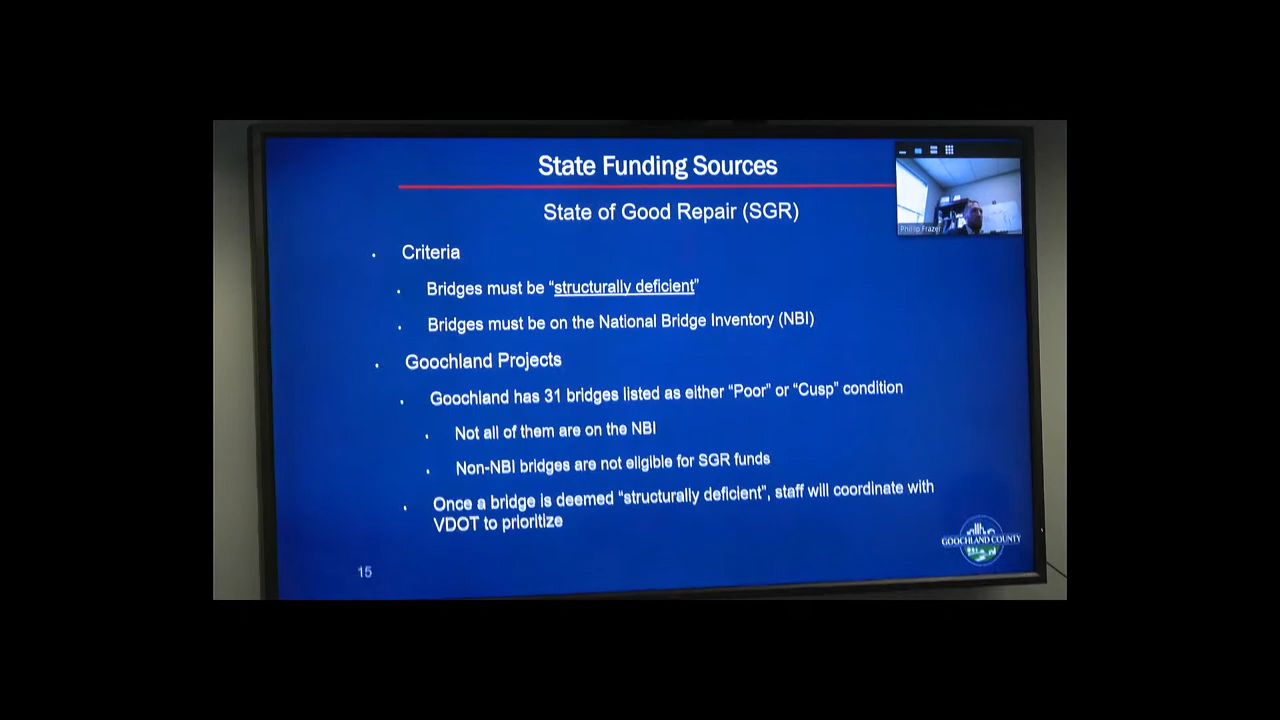 State Funding Sources
State of Good Repair (SGR)
Phillip Frazer
Criteria
Bridges must be “structurally deficient”
Bridges must be on the National Bridge Inventory (NBI)
Goochland Projects
Goochland has 31 bridges listed as either “Poor” or “Cusp” condition
Not all of them are on the NBI
Non-NBI bridges are not eligible for SGR funds
Once a bridge is deemed “structurally deficient”, staff will coordinate with
VDOT to prioritize
GOOCHLAND COUNTY
15